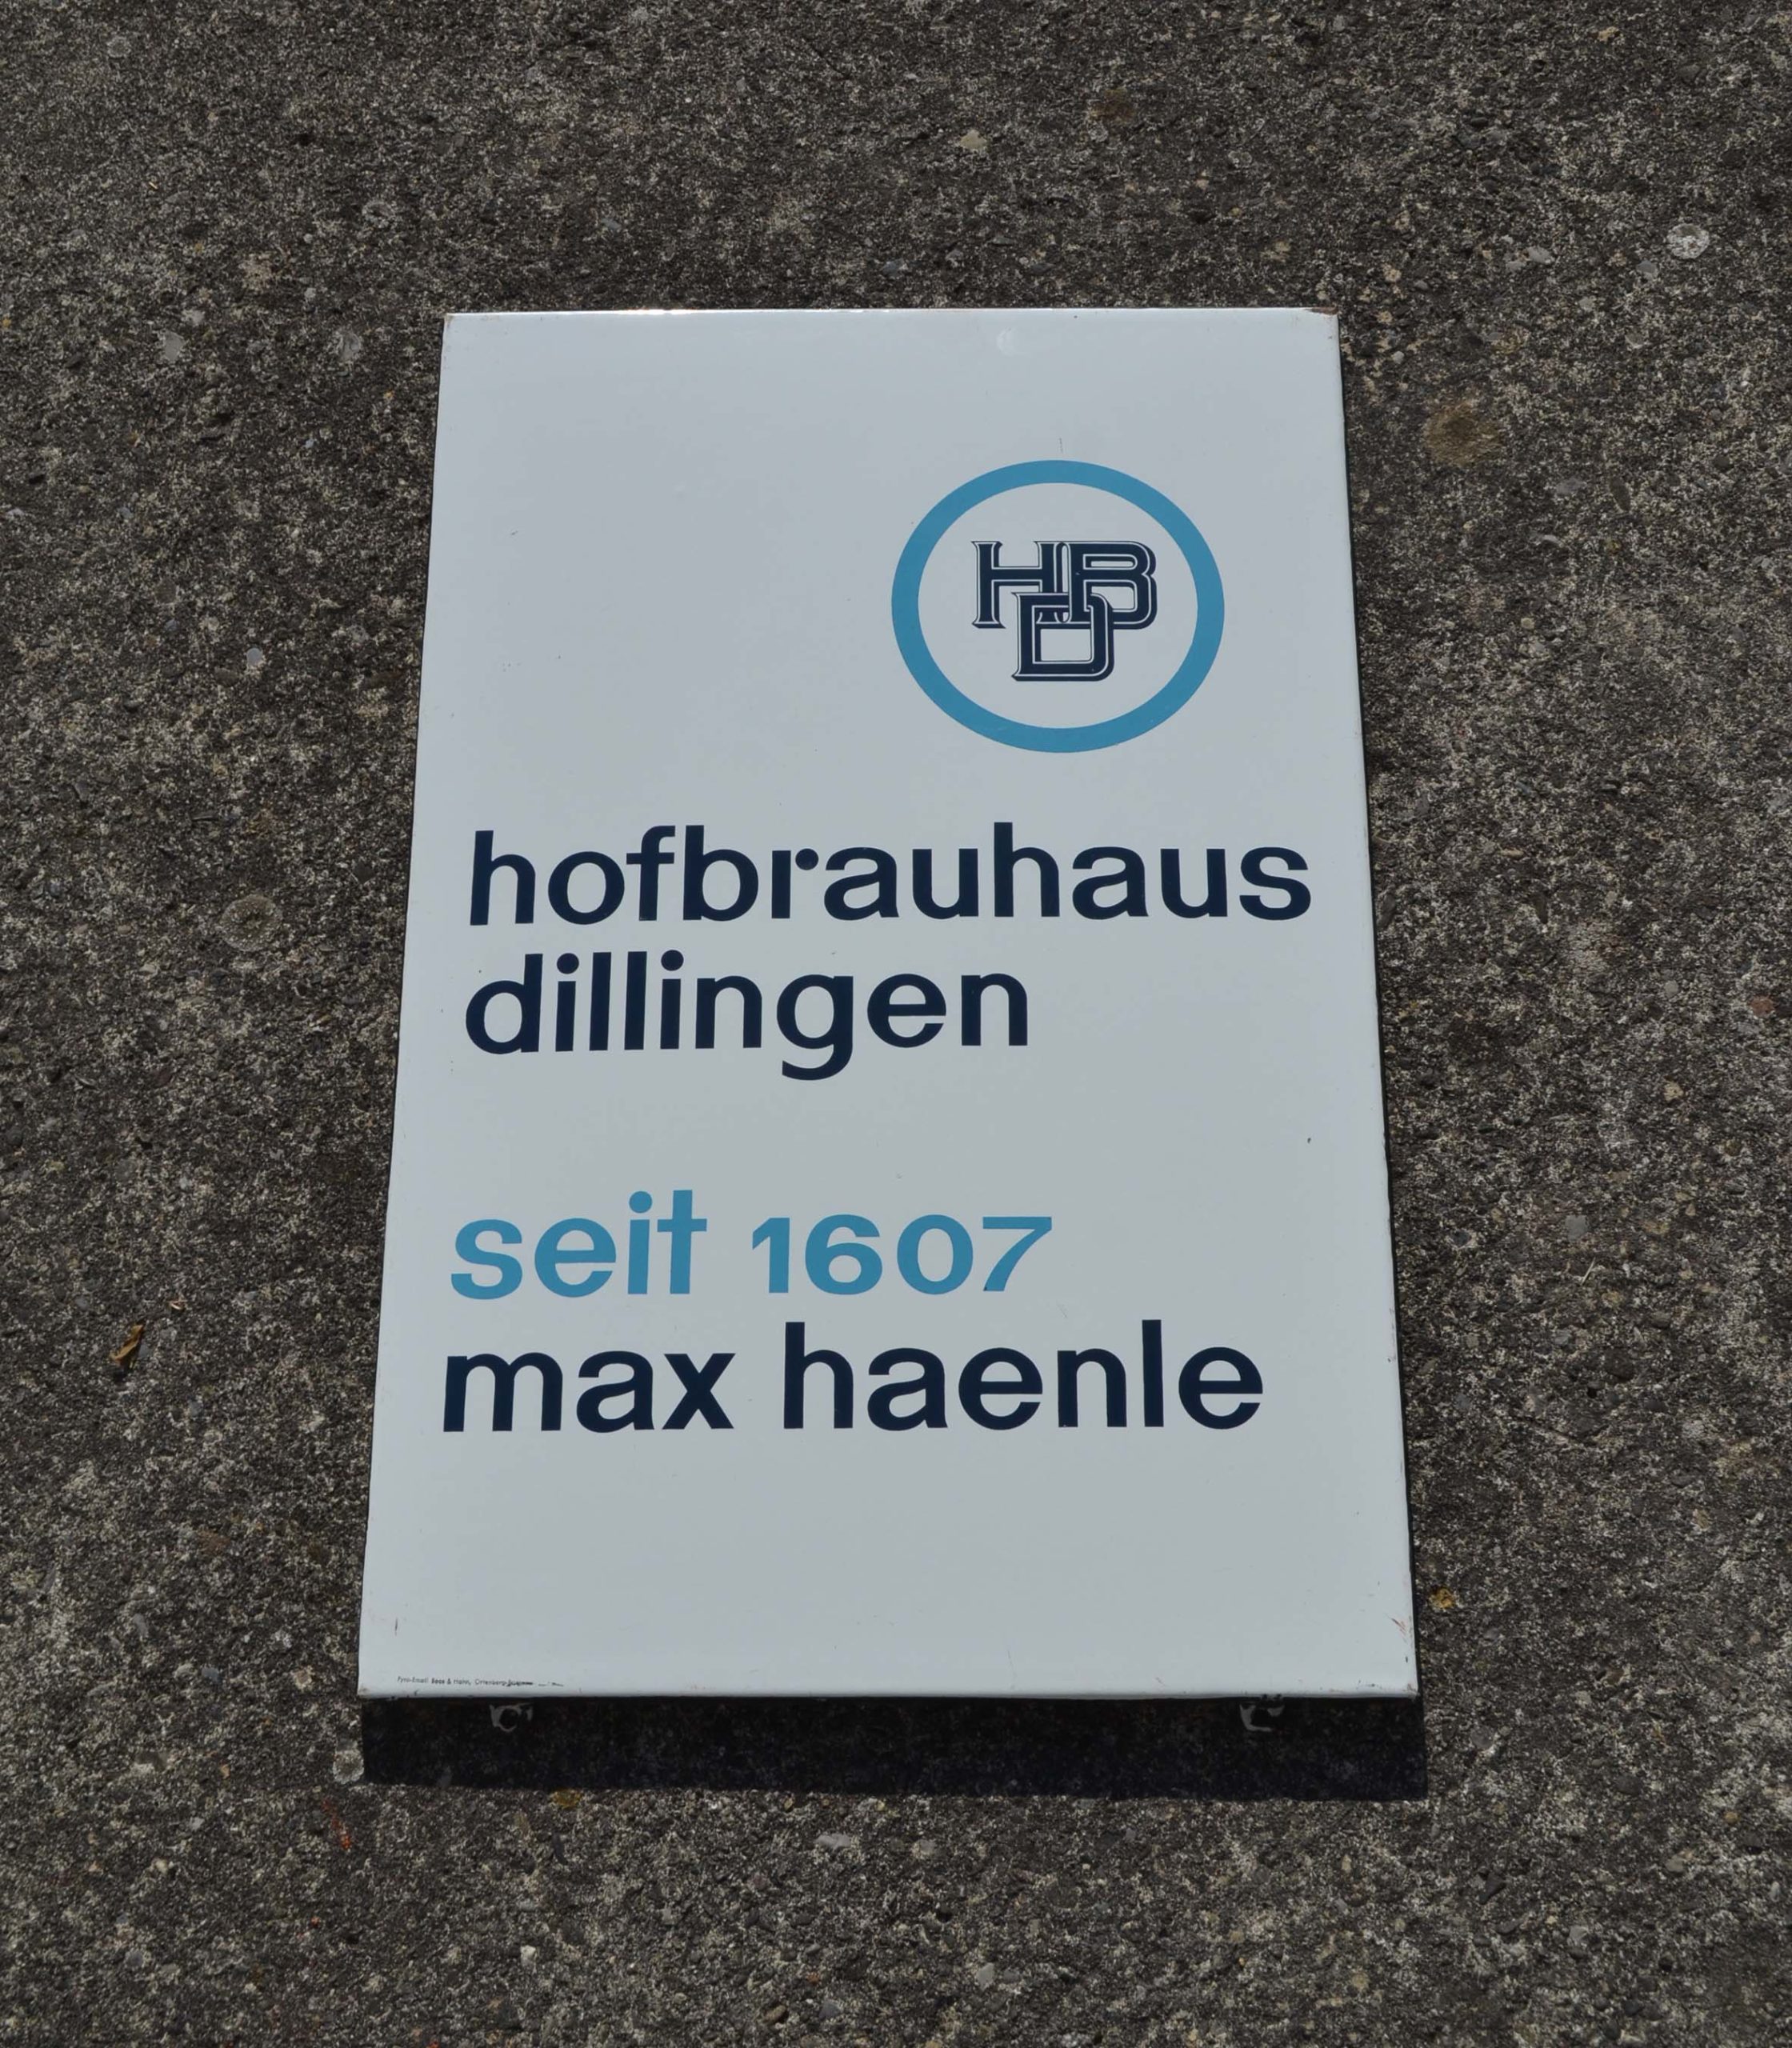 HBD
hofbrauhaus
dillingen
seit 1607
max haenle